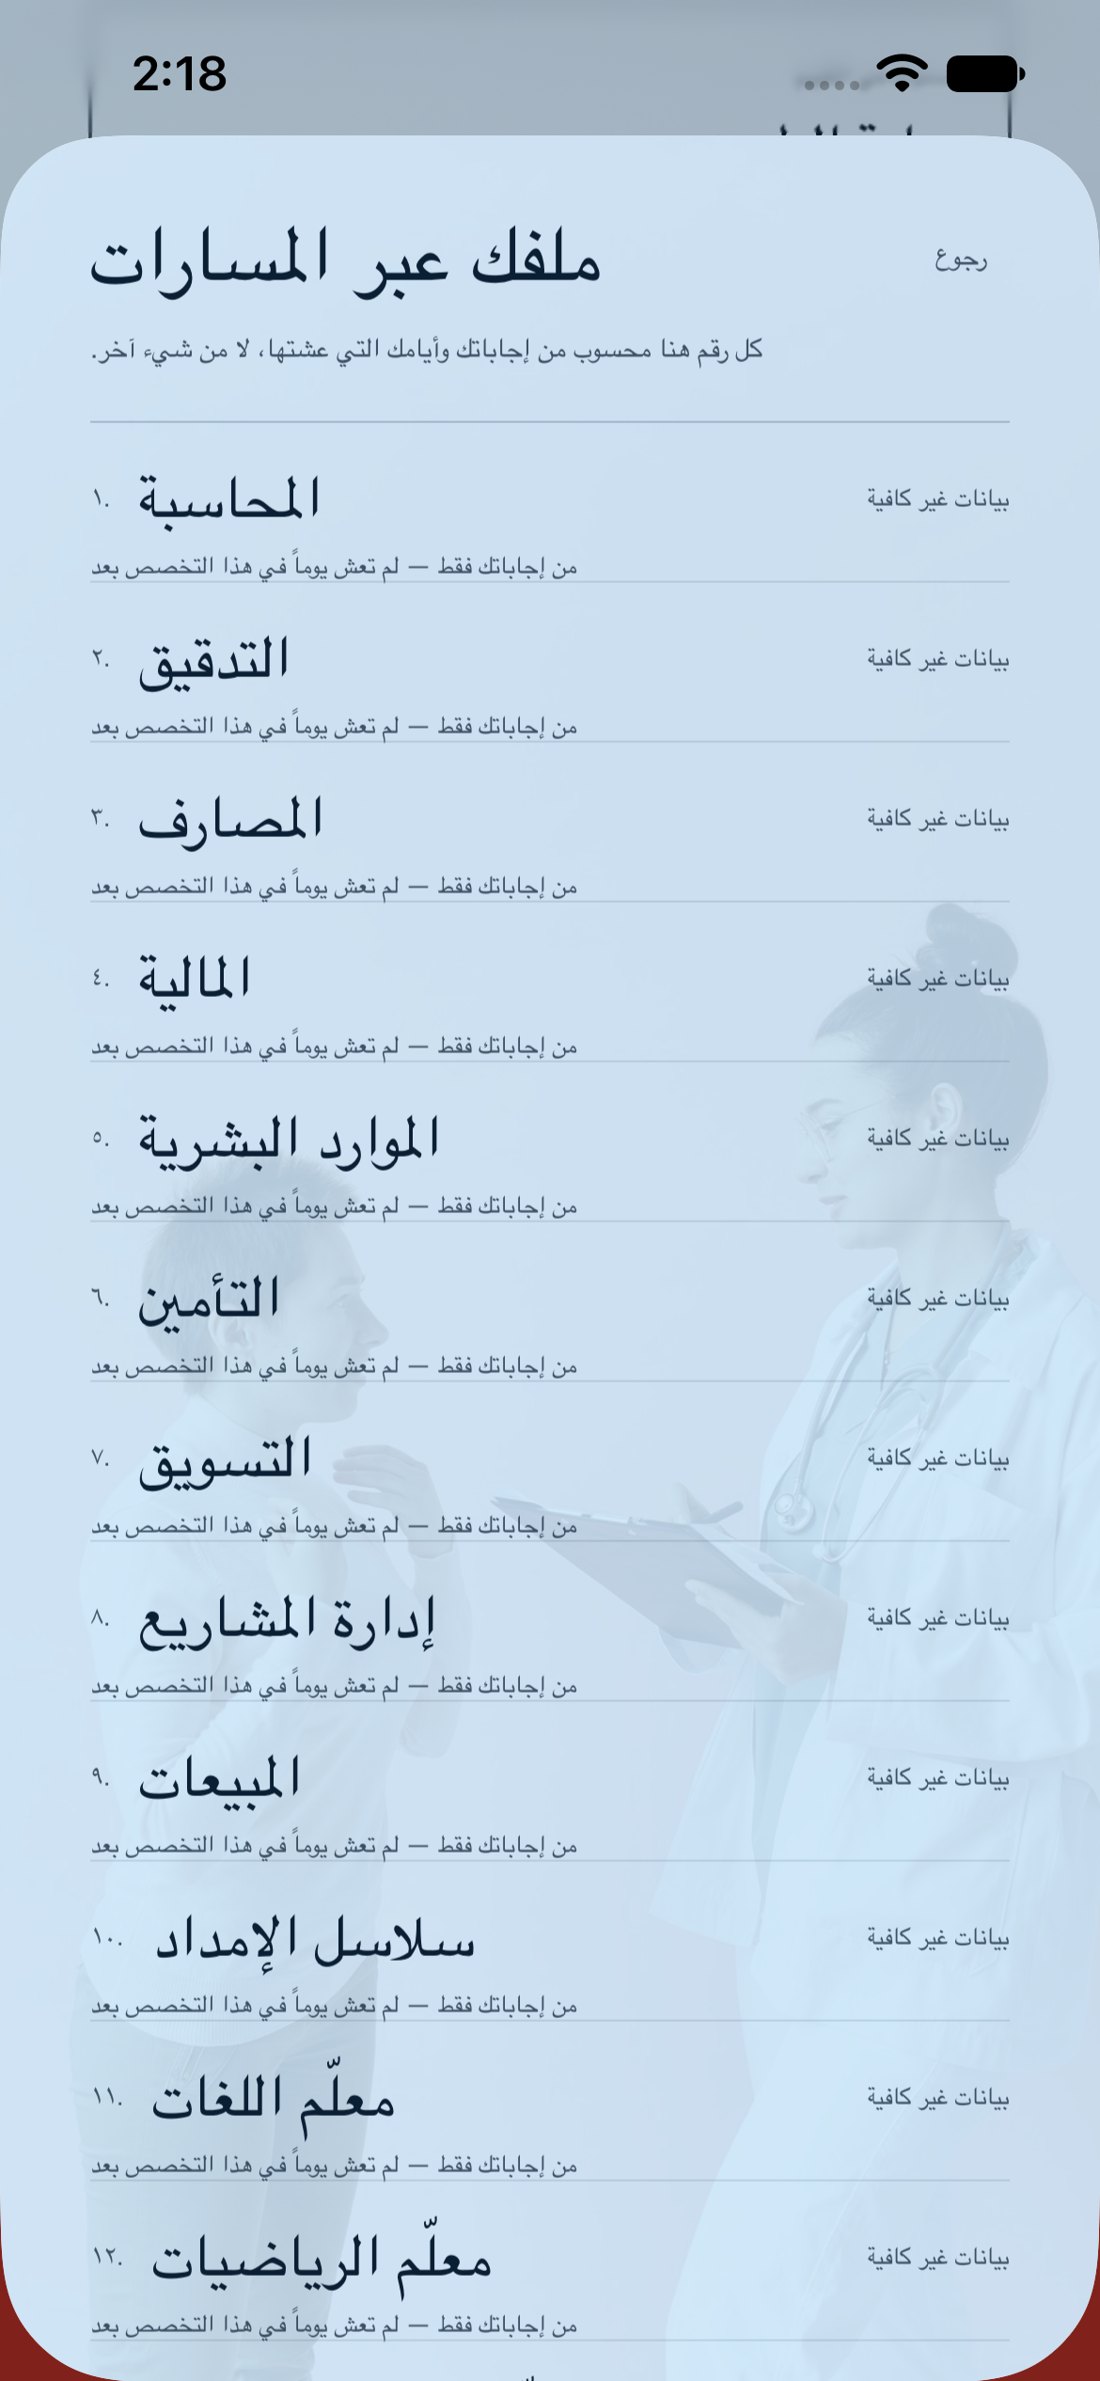 2:18
ملفك عبر المسارات
رجوع
كل رقم هنا محسوب من إجاباتك وأيامك التي عشتها، لا من شيء آخر.
١. المحاسبة
بيانات غير كافية
من إجاباتك فقط — لم تعش يوماً في هذا التخصص بعد
٢. التدقيق
بيانات غير كافية
من إجاباتك فقط — لم تعش يوماً في هذا التخصص بعد
٣. المصارف
بيانات غير كافية
من إجاباتك فقط — لم تعش يوماً في هذا التخصص بعد
٤. المالية
بيانات غير كافية
من إجاباتك فقط — لم تعش يوماً في هذا التخصص بعد
٥. الموارد البشرية
بيانات غير كافية
من إجاباتك فقط — لم تعش يوماً في هذا التخصص بعد
٦. التأمين
بيانات غير كافية
من إجاباتك فقط — لم تعش يوماً في هذا التخصص بعد
٧. التسويق
بيانات غير كافية
من إجاباتك فقط — لم تعش يوماً في هذا التخصص بعد
٨. إدارة المشاريع
بيانات غير كافية
من إجاباتك فقط — لم تعش يوماً في هذا التخصص بعد
٩. المبيعات
بيانات غير كافية
من إجاباتك فقط — لم تعش يوماً في هذا التخصص بعد
١٠. سلاسل الإمداد
بيانات غير كافية
من إجاباتك فقط — لم تعش يوماً في هذا التخصص بعد
١١. معلّم اللغات
بيانات غير كافية
من إجاباتك فقط — لم تعش يوماً في هذا التخصص بعد
١٢. معلّم الرياضيات
بيانات غير كافية
من إجاباتك فقط — لم تعش يوماً في هذا التخصص بعد